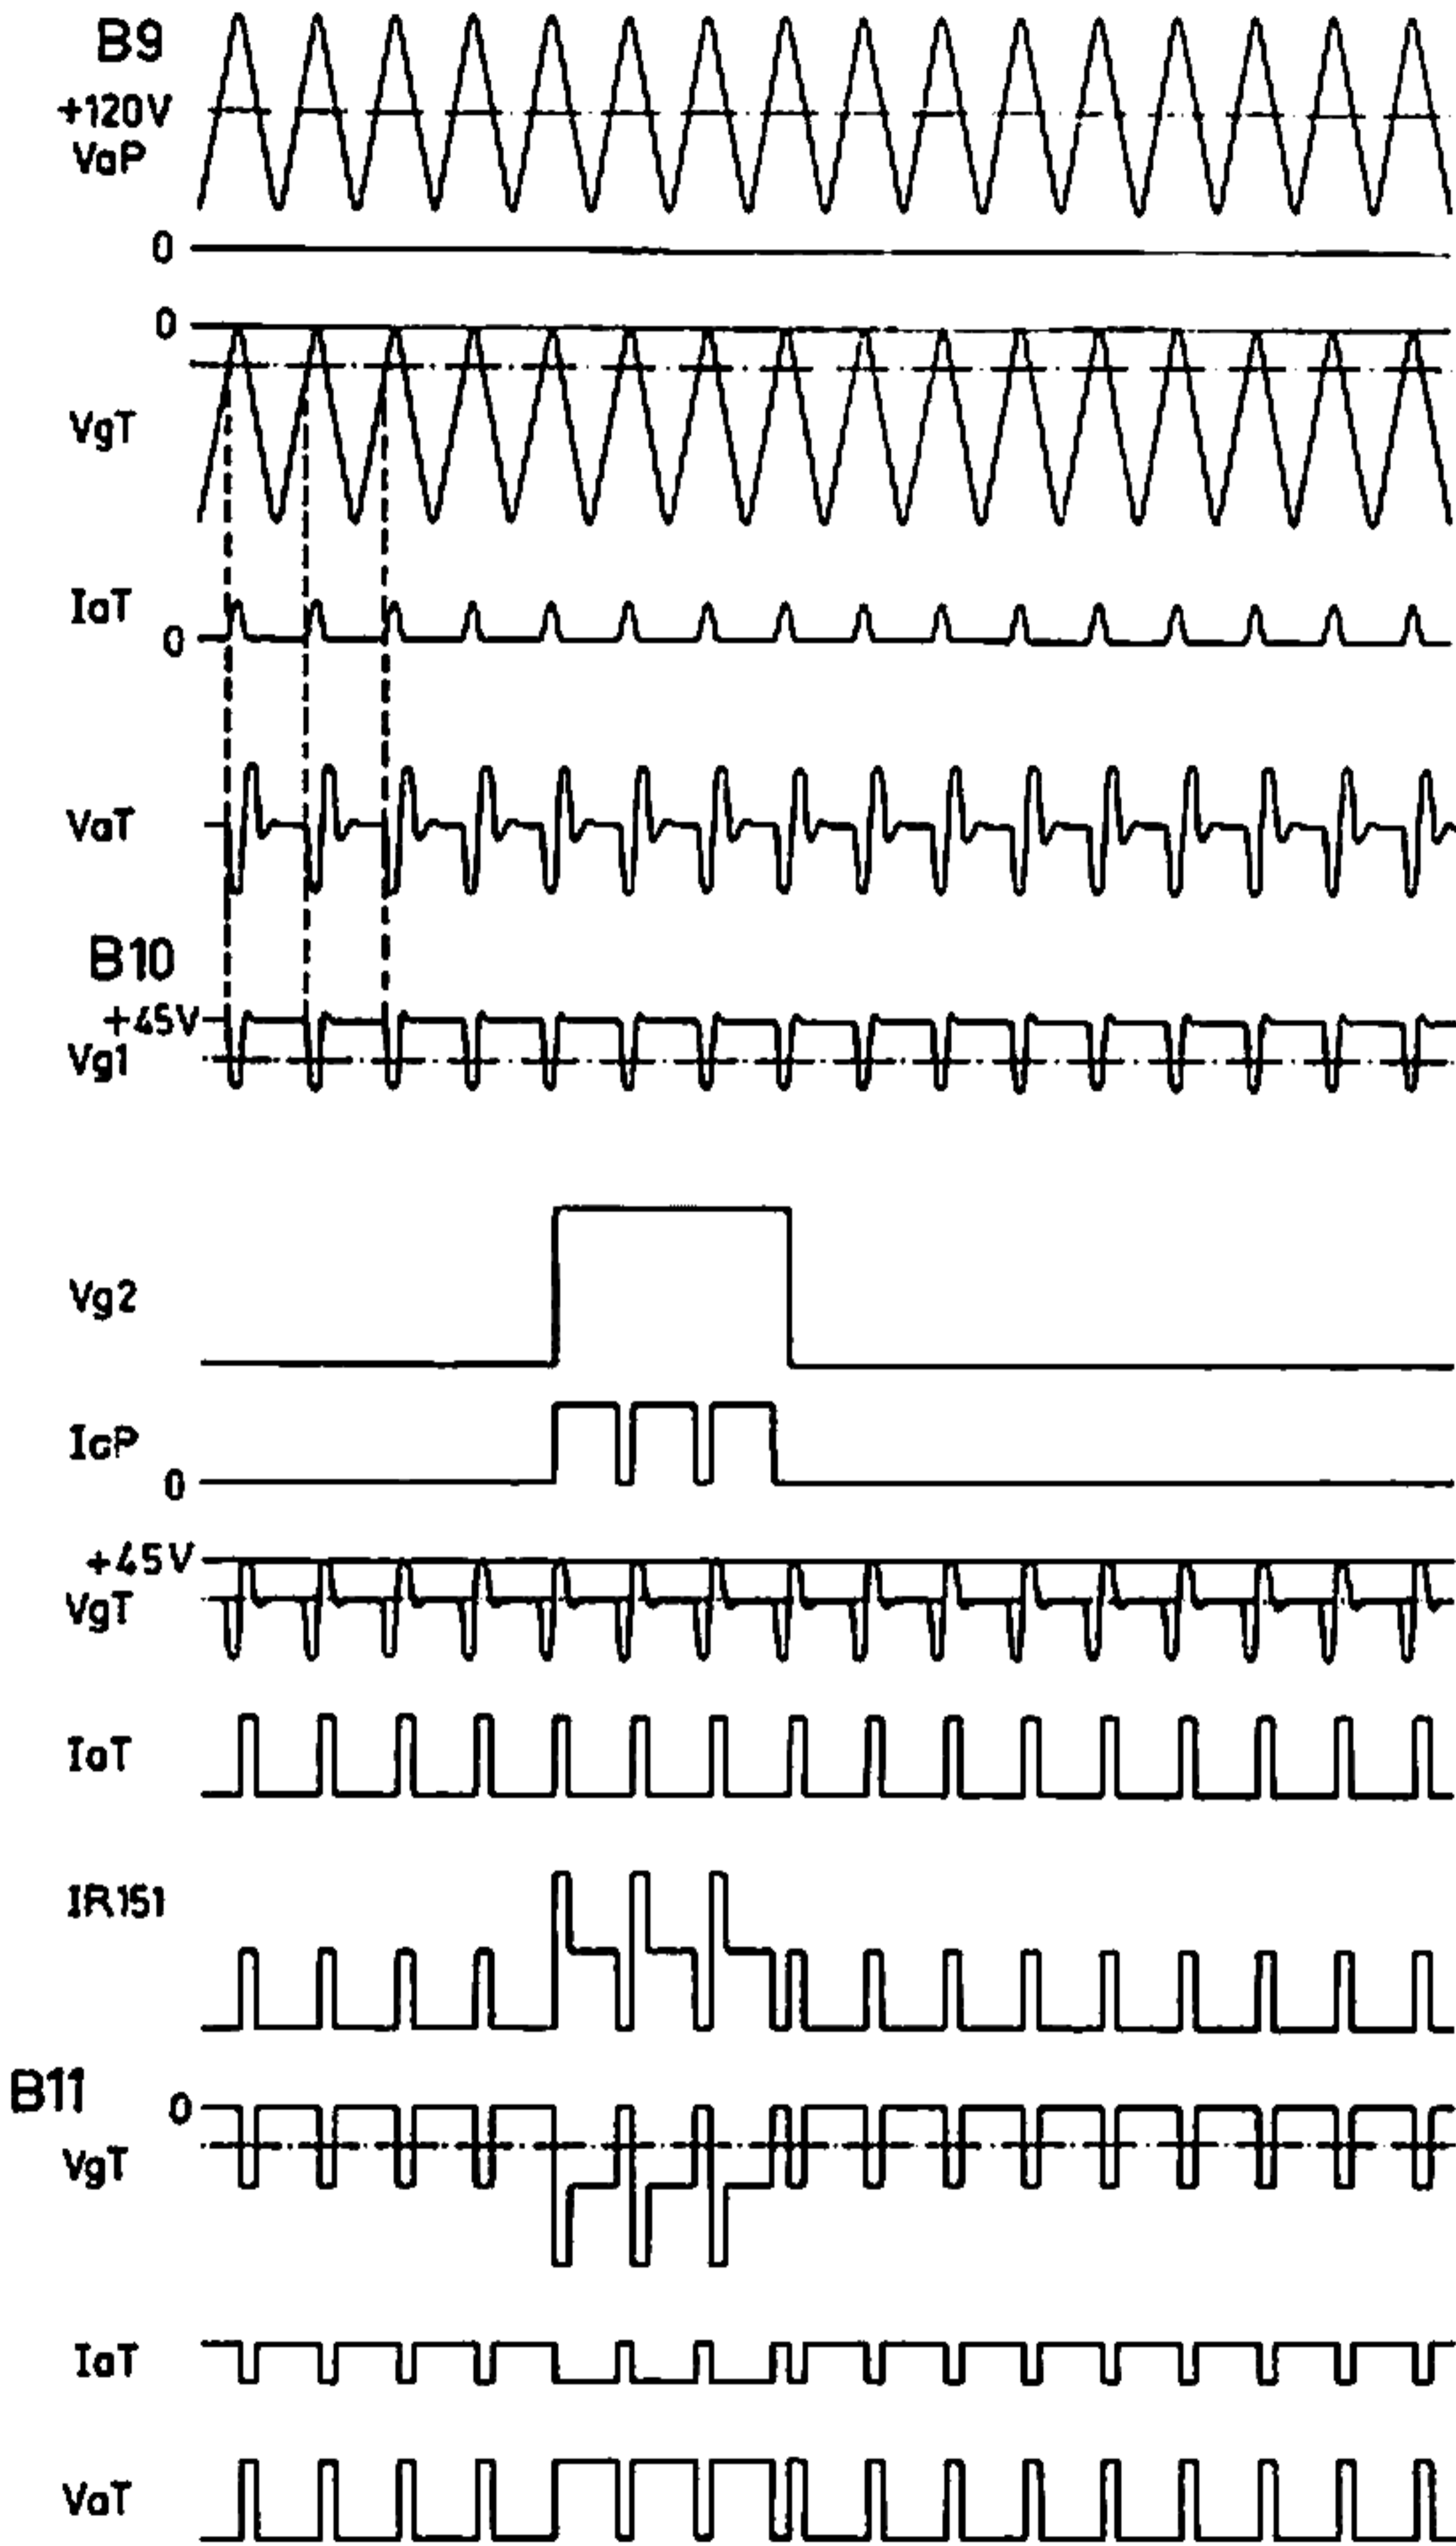 B9
+120V
VaP
0
0
VgT
IaT
0
VaT
B10
+45V
Vg1
Vg2
IaP
0
+45V
VgT
IaT
IR151
B11
0
VgT
IaT
VaT